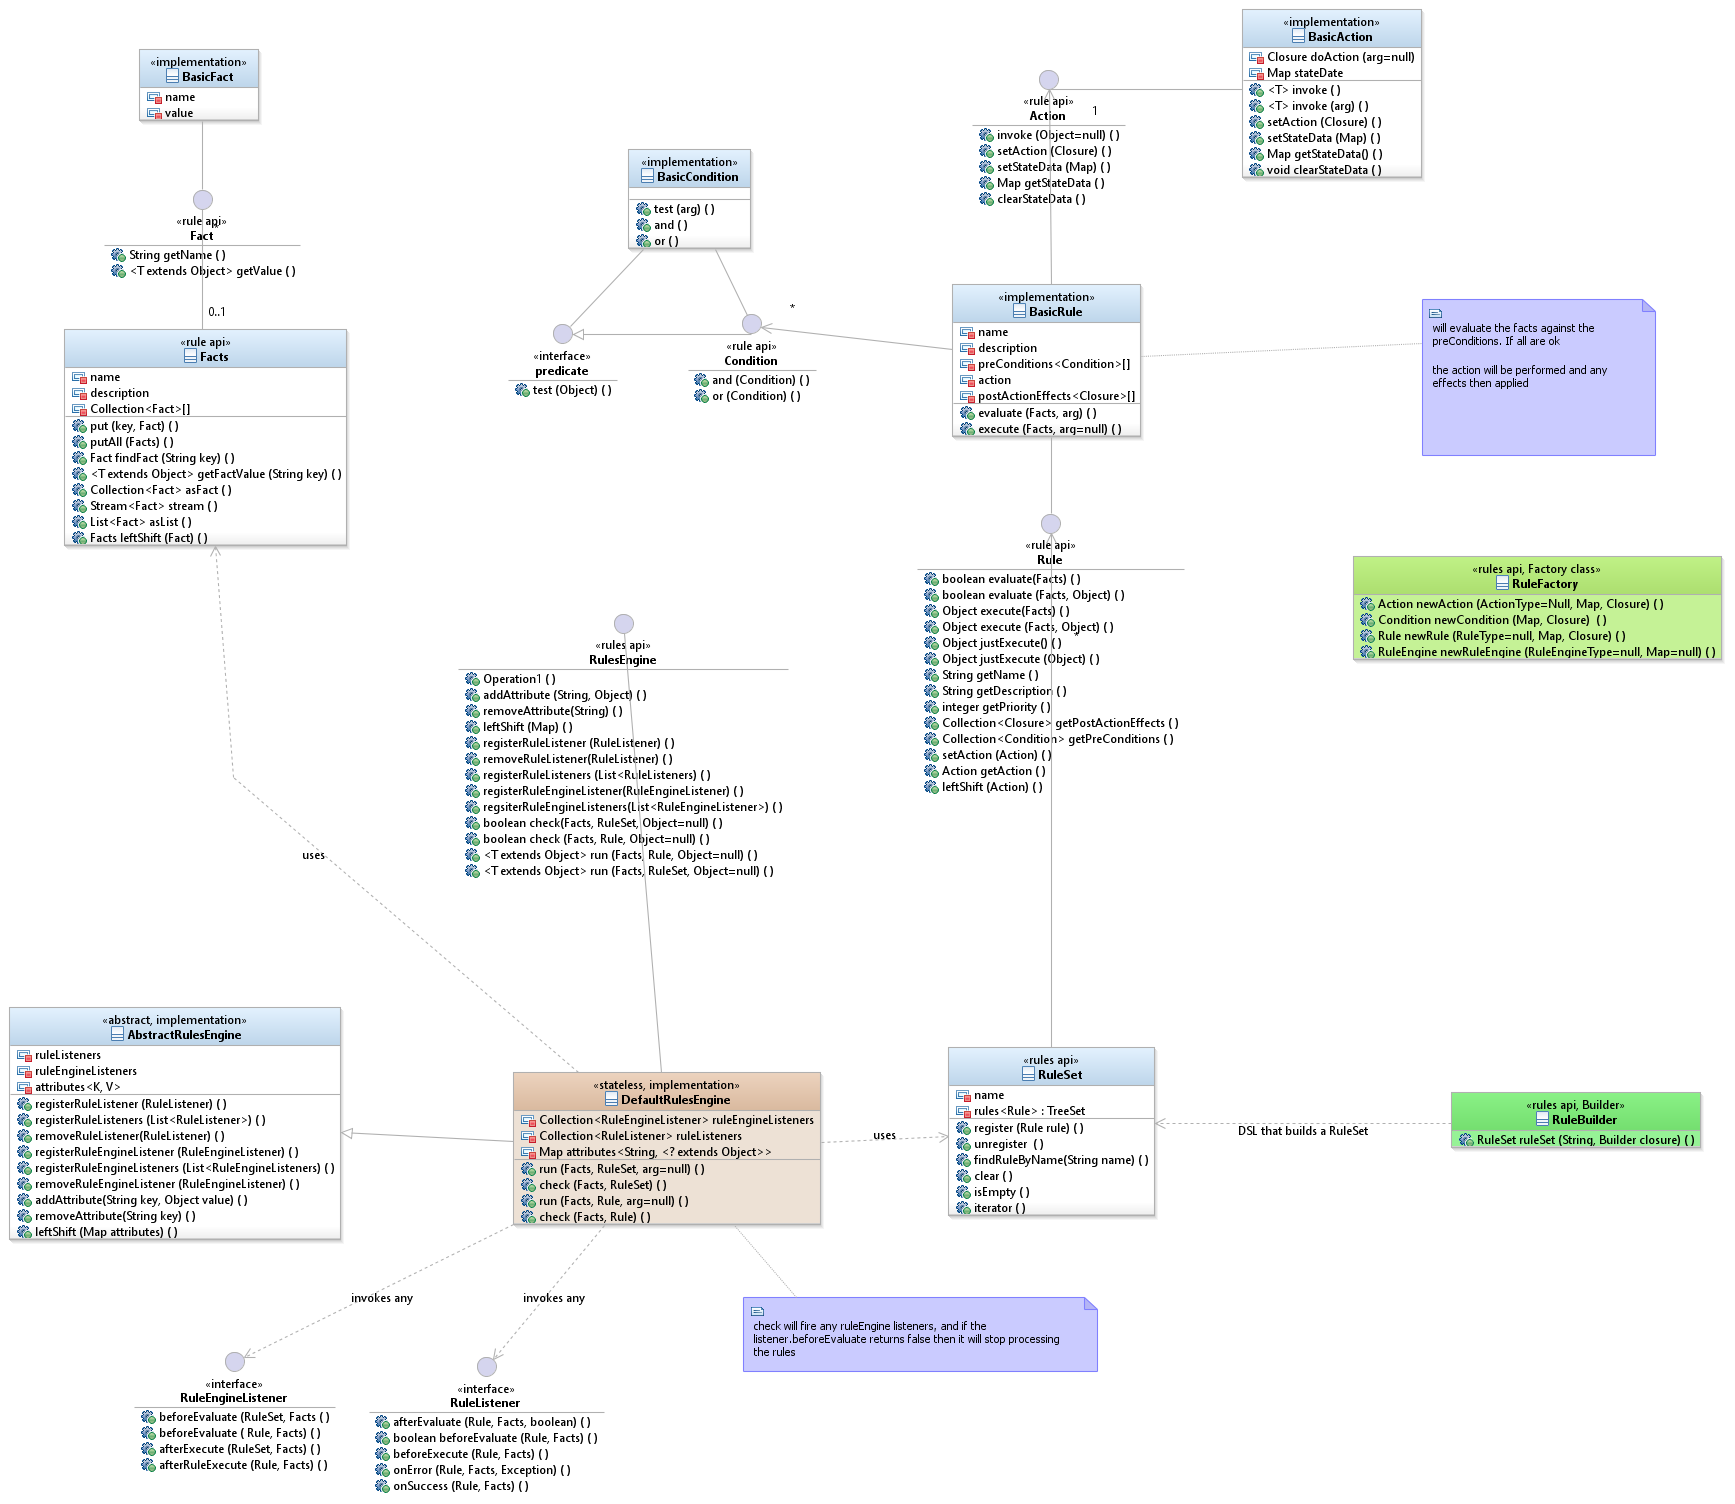 «implementation»
BasicFact
name
value
«rule api»
Fact
*
String getName ( )
<T extends Object> getValue ( )
0..1
«rule api»
Facts
name
description
Collection<Fact>[]
put (key, Fact) ( )
putAll (Facts) ( )
Fact findFact (String key) ( )
<T extends Object> getFactValue (String key) ( )
Collection<Fact> asFact ( )
Stream<Fact> stream ( )
List<Fact> asList ( )
Facts leftShift (Fact) ( )
«implementation»
BasicCondition
test (arg) ( )
and ( )
or ( )
«interface»
predicate
test (Object) ( )
«rule api»
Condition
and (Condition) ( )
or (Condition) ( )
*
«rule api»
Action
1
invoke (Object=null) ( )
setAction (Closure) ( )
setStateData (Map) ( )
Map getStateData ( )
clearStateData ( )
«implementation»
BasicAction
Closure doAction (arg=null)
Map stateDate
<T> invoke ( )
<T> invoke (arg) ( )
setAction (Closure) ( )
setStateData (Map) ( )
Map getStateData() ( )
void clearStateData ( )
«implementation»
BasicRule
name
description
preConditions<Condition>[]
action
postActionEffects<Closure>[]
evaluate (Facts, arg) ( )
execute (Facts, arg=null) ( )
will evaluate the facts against the
preConditions. If all are ok
the action will be performed and any
effects then applied
«rule api»
Rule
boolean evaluate(Facts) ( )
boolean evaluate (Facts, Object) ( )
Object execute(Facts) ( )
Object execute (Facts, Object) ( )
*
Object justExecute() ( )
Object justExecute (Object) ( )
String getName ( )
String getDescription ( )
integer getPriority ( )
Collection<Closure> getPostActionEffects ( )
Collection<Condition> getPreConditions ( )
setAction (Action) ( )
Action getAction ( )
leftShift (Action) ( )
«rules api, Factory class»
RuleFactory
Action newAction (ActionType=Null, Map, Closure) ( )
Condition newCondition (Map, Closure)  ( )
Rule newRule (RuleType=null, Map, Closure) ( )
RuleEngine newRuleEngine (RuleEngineType=null, Map=null) ( )
«rules api»
RulesEngine
Operation1 ( )
addAttribute (String, Object) ( )
removeAttribute(String) ( )
leftShift (Map) ( )
registerRuleListener (RuleListener) ( )
removeRuleListener(RuleListener) ( )
registerRuleListeners (List<RuleListeners) ( )
registerRuleEngineListener(RuleEngineListener) ( )
regsiterRuleEngineListeners(List<RuleEngineListener>) ( )
boolean check(Facts, RuleSet, Object=null) ( )
boolean check (Facts, Rule, Object=null) ( )
<T extends Object> run (Facts, Rule, Object=null) ( )
<T extends Object> run (Facts, RuleSet, Object=null) ( )
uses
«abstract, implementation»
AbstractRulesEngine
ruleListeners
ruleEngineListeners
attributes<K, V>
registerRuleListener (RuleListener) ( )
registerListeners (List<RuleListener>) ( )
removeRuleListener(RuleListener) ( )
registerRuleEngineListener (RuleEngineListener) ( )
registerRuleEngineListeners (List<RuleEngineListeners) ( )
removeRuleEngineListener (RuleEngineListener) ( )
addAttribute(String key, Object value) ( )
removeAttribute(String key) ( )
leftShift (Map attributes) ( )
«stateless, implementation»
DefaultRulesEngine
Collection<RuleEngineListener> ruleEngineListeners
Collection<RuleListener> ruleListeners
Map attributes<String, <? extends Object>>
run (Facts, RuleSet, arg=null) ( )
check (Facts, RuleSet) ( )
run (Facts, Rule, arg=null) ( )
check (Facts, Rule) ( )
uses
«rules api»
RuleSet
name
rules<Rule> : TreeSet
register (Rule rule) ( )
unregister  ( )
findRuleByName(String name) ( )
clear ( )
isEmpty ( )
iterator ( )
DSL that builds a RuleSet
«rules api, Builder»
RuleBuilder
RuleSet ruleSet (String, Builder closure) ( )
invokes any
invokes any
check will fire any ruleEngine listeners, and if the
listener.beforeEvaluate returns false then it will stop processing
the rules
«interface»
RuleEngineListener
beforeEvaluate (RuleSet, Facts ( )
beforeEvaluate ( Rule, Facts) ( )
afterExecute (RuleSet, Facts) ( )
afterRuleExecute (Rule, Facts) ( )
«interface»
RuleListener
afterEvaluate (Rule, Facts, boolean) ( )
boolean beforeEvaluate (Rule, Facts) ( )
beforeExecute (Rule, Facts) ( )
onError (Rule, Facts, Exception) ( )
onSuccess (Rule, Facts) ( )